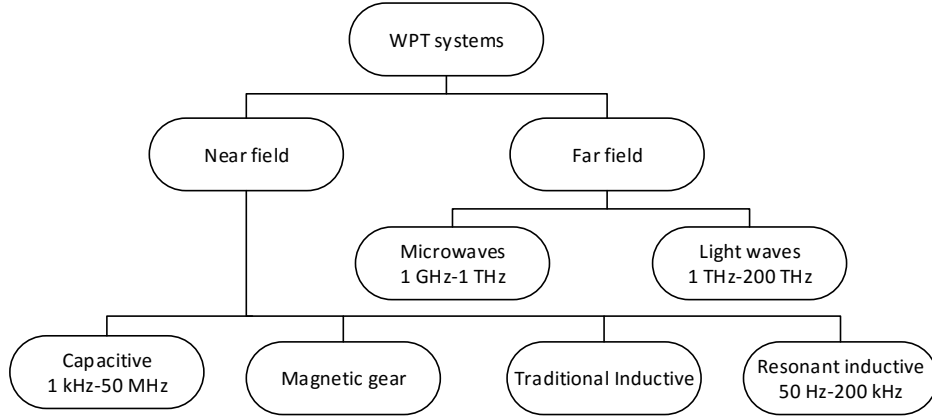 WPT systems
Near field
Far field
Microwaves
1 GHz-1 THz
Light waves
1 THz-200 THz
Capacitive
1 kHz-50 MHz
Magnetic gear
Traditional Inductive
Resonant inductive
50 Hz-200 kHz